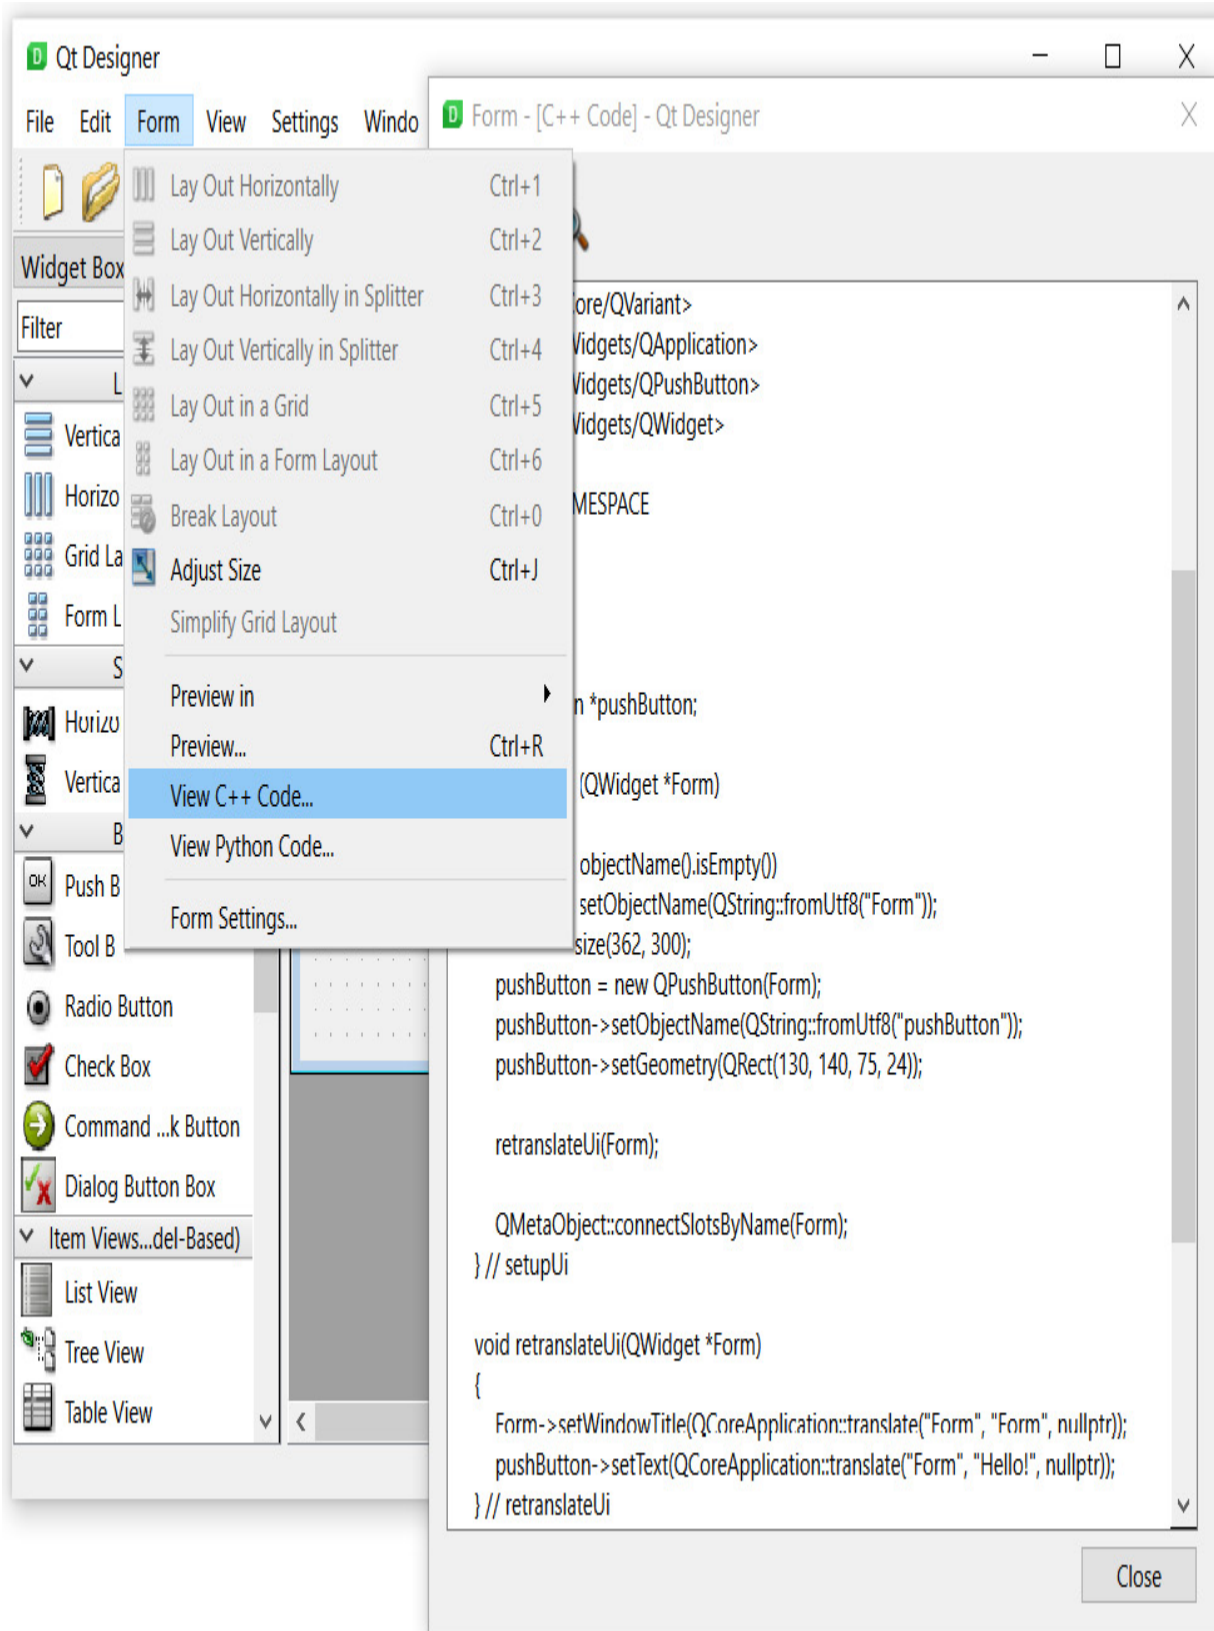 Qt Designer
File Edit Form View Settings Windo
Lay Out Horizontally Ctrl+1
Lay Out Vertically Ctrl+2
Lay Out Horizontally in Splitter Ctrl+3
Lay Out Vertically in Splitter Ctrl+4
Lay Out in a Grid Ctrl+5
Lay Out in a Form Layout Ctrl+6
Break Layout Ctrl+0
Adjust Size Ctrl+J
Simplify Grid Layout
Preview in
Preview... Ctrl+R
View C++ Code...
View Python Code...
Form Settings...
Widget Box
Filter
L
Vertica
Horizo
Grid La
Form L
S
Horizo
Vertica
B
OK Push B
Tool B
Radio Button
Check Box
Command ...k Button
Dialog Button Box
Item Views...del-Based)
List View
Tree View
Table View
Form - [C++ Code] - Qt Designer
ore/QVariant>
Vidgets/QApplication>
Vidgets/QPushButton>
Vidgets/QWidget>
MESPACE
n *pushButton;
(QWidget *Form)
objectName().isEmpty())
setObjectName(QString::fromUtf8("Form"));
size(362, 300);
pushButton = new QPushButton(Form);
pushButton->setObjectName(QString::fromUtf8("pushButton"));
pushButton->setGeometry(QRect(130, 140, 75, 24));
retranslateUi(Form);
QMetaObject::connectSlotsByName(Form);
} // setupUi
void retranslateUi(QWidget *Form)
{
Form->setWindowTitle(QCoreApplication::translate("Form", "Form", nullptr));
pushButton->setText(QCoreApplication::translate("Form", "Hello!", nullptr));
} // retranslateUi
Close